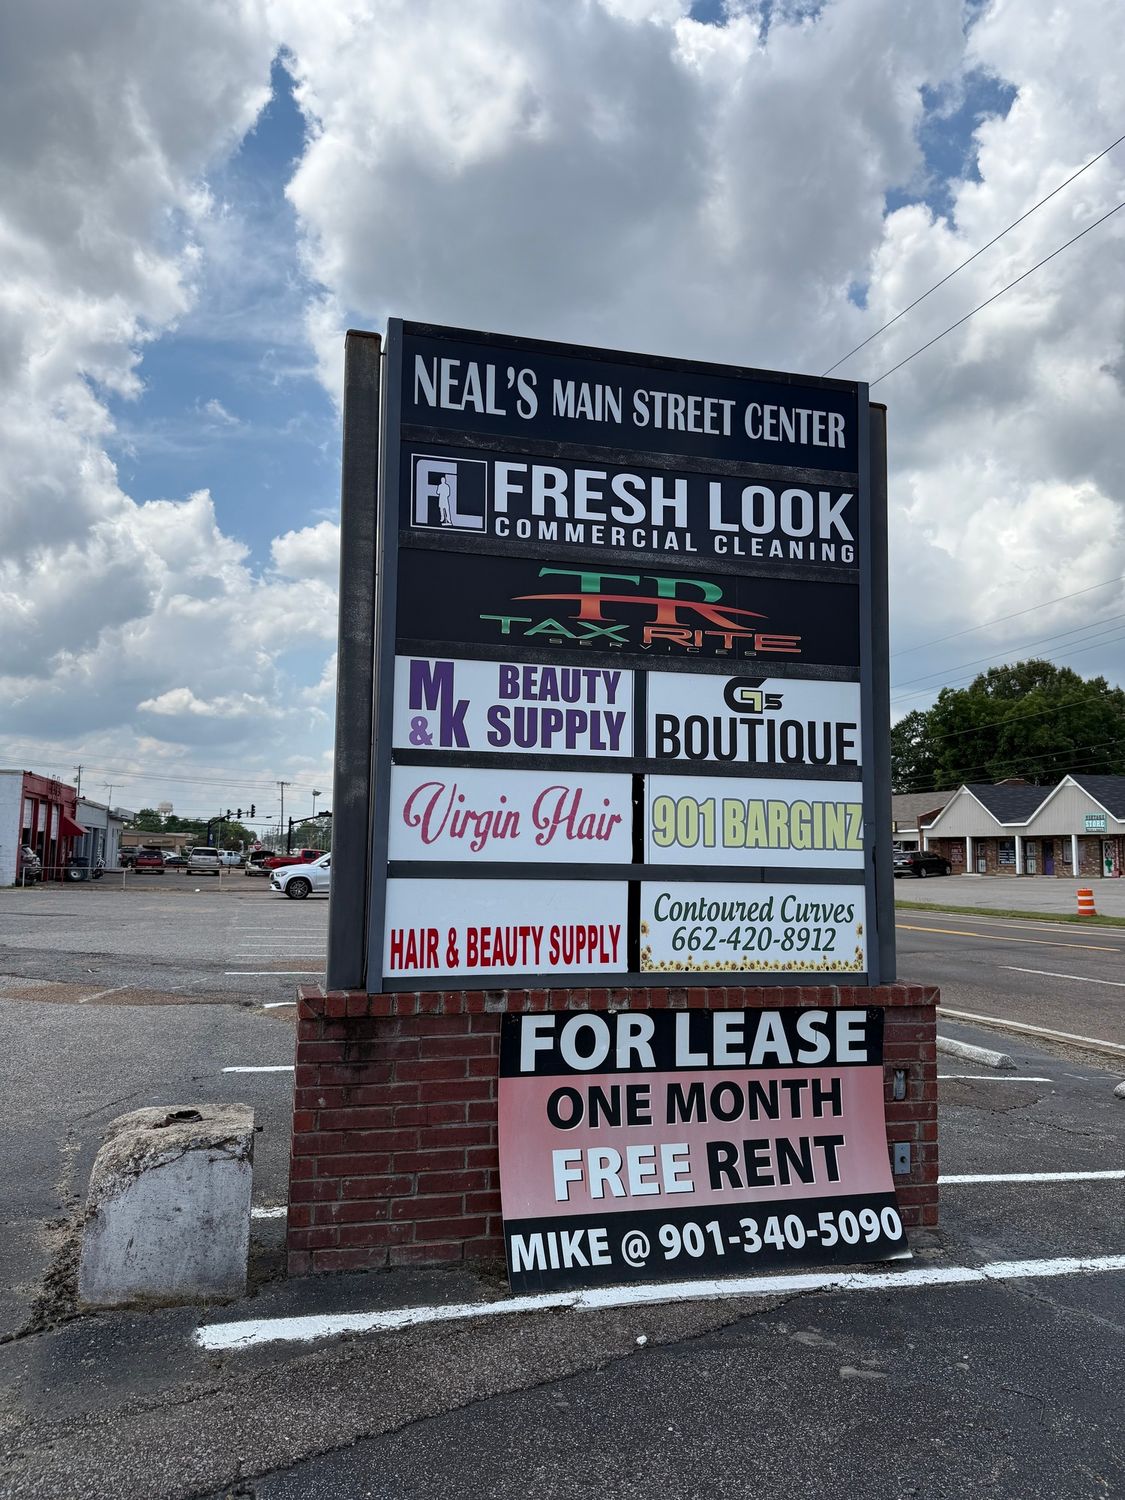 NEAL'S MAIN STREET CENTER
FL FRESH LOOK
COMMERCIAL CLEANING
TR
TAX RITE
SERVICES
M&K BEAUTY
SUPPLY
G5
BOUTIQUE
Virgin Hair
901 BARGINZ
HAIR & BEAUTY SUPPLY
Contoured Curves
662-420-8912
FOR LEASE
ONE MONTH
FREE RENT
MIKE @ 901-340-5090
STORE